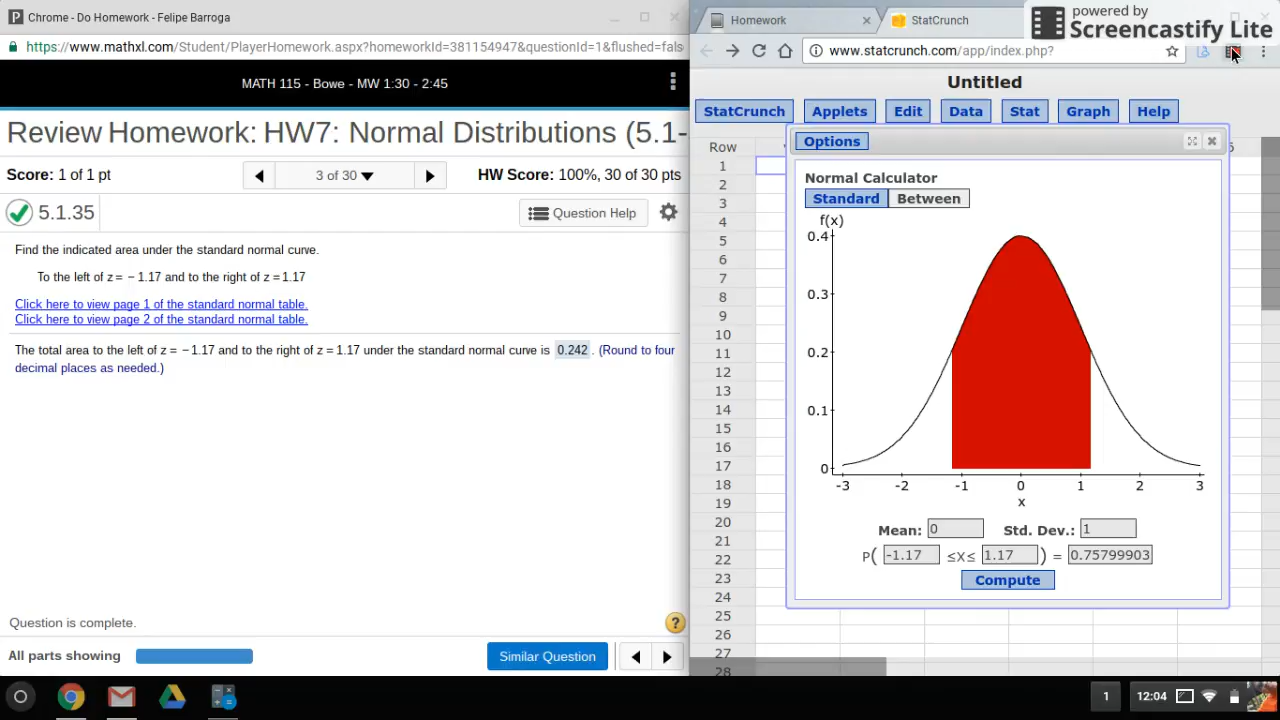 Chrome - Do Homework - Felipe Barroga
https://www.mathxl.com/Student/PlayerHomework.aspx?homeworkId=381154947&questionId=1&flushed=fals
MATH 115 - Bowe - MW 1:30 - 2:45
Review Homework: HW7: Normal Distributions (5.1-
Score: 1 of 1 pt
3 of 30
HW Score: 100%, 30 of 30 pts
5.1.35
Question Help
Find the indicated area under the standard normal curve.
To the left of z = − 1.17 and to the right of z = 1.17
Click here to view page 1 of the standard normal table.
Click here to view page 2 of the standard normal table.
The total area to the left of z = − 1.17 and to the right of z = 1.17 under the standard normal curve is 0.242 . (Round to four
decimal places as needed.)
Question is complete.
?
All parts showing
Similar Question
Homework
StatCrunch
powered by
Screencastify Lite
www.statcrunch.com/app/index.php?
Untitled
StatCrunch Applets Edit Data Stat Graph Help
Row
1
2
3
4
5
6
7
8
9
10
11
12
13
14
15
16
17
18
19
20
21
22
23
24
25
26
27
28
Options
Normal Calculator
Standard Between
f(x)
0.4
0.3
0.2
0.1
0
-3 -2 -1 0 1 2 3
x
Mean: 0 Std. Dev.: 1
P( -1.17 ≤X≤ 1.17 ) = 0.75799903
Compute
1
12:04